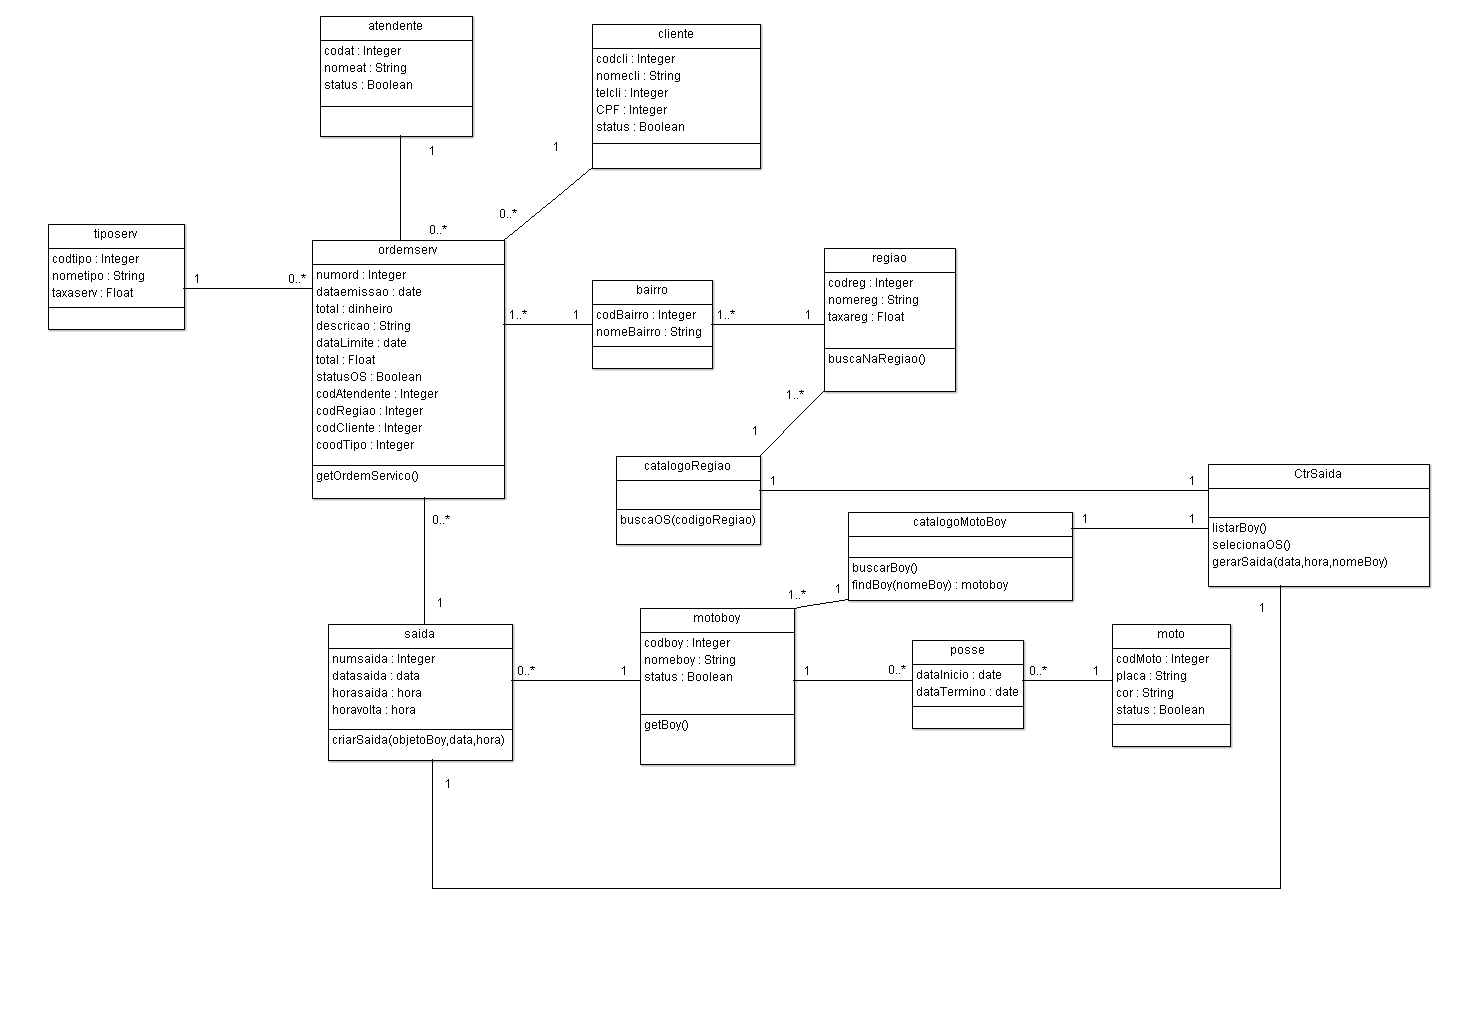 atendente
codat : Integer
nomeat : String
status : Boolean
cliente
codcli : Integer
nomecli : String
telcli : Integer
CPF : Integer
status : Boolean
1
1
0..*
0..*
tiposerv
codtipo : Integer
nometipo : String
taxaserv : Float
1
0..*
ordemserv
numord : Integer
dataemissao : date
total : dinheiro
descricao : String
dataLimite : date
total : Float
statusOS : Boolean
codAtendente : Integer
codRegiao : Integer
codCliente : Integer
coodTipo : Integer
getOrdemServico()
1..*
1
bairro
codBairro : Integer
nomeBairro : String
1..*
1
regiao
codreg : Integer
nomereg : String
taxareg : Float
buscaNaRegiao()
1..*
1
catalogoRegiao
buscaOS(codigoRegiao)
1
1
CtrSaida
listarBoy()
selecionaOS()
gerarSaida(data,hora,nomeBoy)
catalogoMotoBoy
buscarBoy()
findBoy(nomeBoy) : motoboy
1
1
1
1..*
0..*
1
1
saida
numsaida : Integer
datasaida : data
horasaida : hora
horavolta : hora
criarSaida(objetoBoy,data,hora)
0..*
1
motoboy
codboy : Integer
nomeboy : String
status : Boolean
getBoy()
1
0..*
posse
dataInicio : date
dataTermino : date
0..*
1
moto
codMoto : Integer
placa : String
cor : String
status : Boolean
1